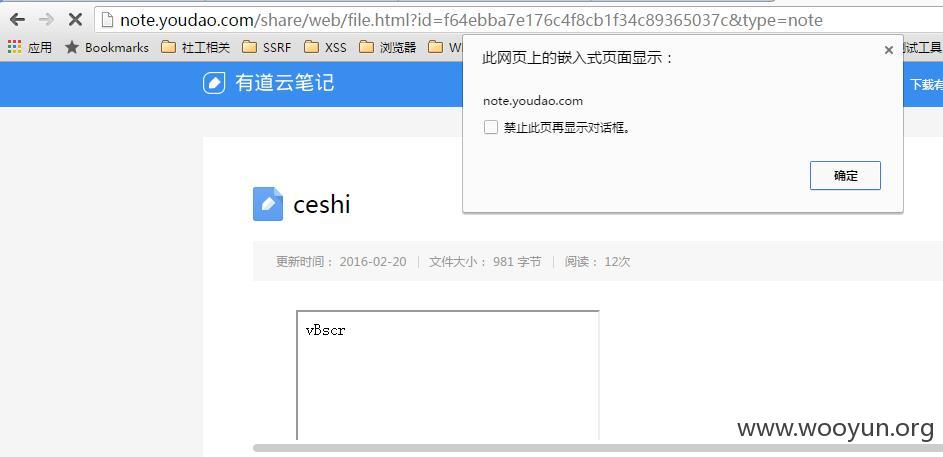 note.youdao.com/share/web/file.html?id=f64ebba7e176c4f8cb1f34c89365037c&type=note
应用 Bookmarks 社工相关 SSRF XSS 浏览器 测试工具
此网页上的嵌入式页面显示：
有道云笔记
下载有
note.youdao.com
禁止此页再显示对话框。
确定
ceshi
更新时间： 2016-02-20 | 文件大小： 981 字节 | 阅读： 12次
vBscr
www.wooyun.org